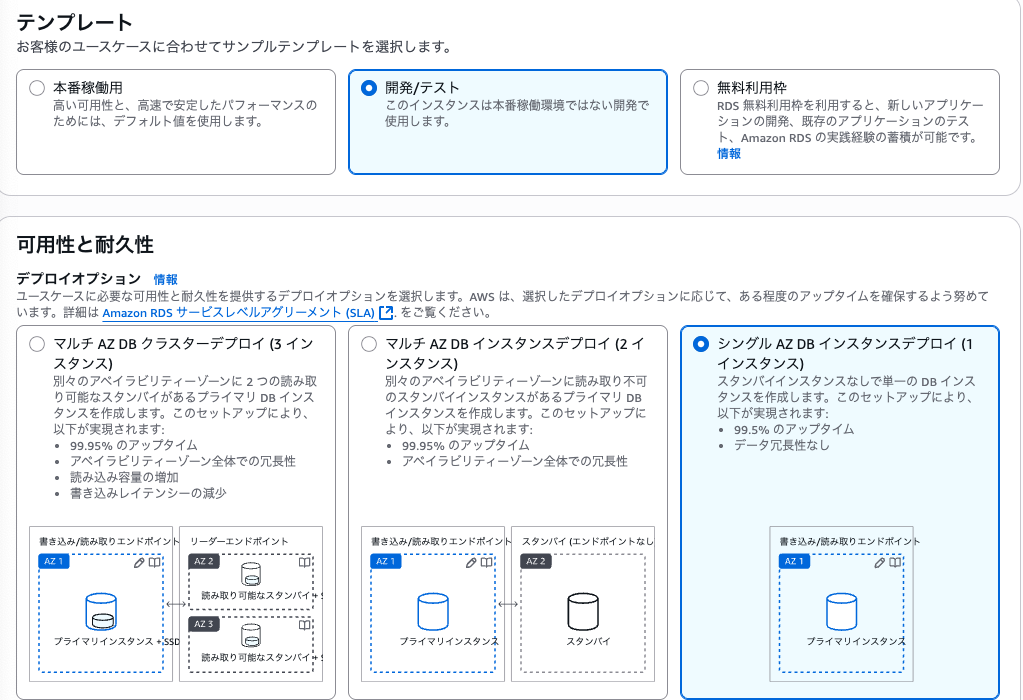 テンプレート
お客様のユースケースに合わせてサンプルテンプレートを選択します。
本番稼働用
高い可用性と、高速で安定したパフォーマンスの
ためには、デフォルト値を使用します。
開発/テスト
このインスタンスは本番稼働環境ではない開発で
使用します。
無料利用枠
RDS 無料利用枠を利用すると、新しいアプリケー
ションの開発、既存のアプリケーションのテス
ト、Amazon RDS の実践経験の蓄積が可能です。
情報
可用性と耐久性
デプロイオプション 情報
ユースケースに必要な可用性と耐久性を提供するデプロイオプションを選択します。AWS は、選択したデプロイオプションに応じて、ある程度のアップタイムを確保するよう努めて
います。詳細は Amazon RDS サービスレベルアグリーメント (SLA) をご覧ください。
マルチ AZ DB クラスターデプロイ (3 イン
スタンス)
別々のアベイラビリティーゾーンに 2 つの読み取
り可能なスタンバイがあるプライマリ DB インス
タンスを作成します。このセットアップにより、
以下が実現されます:
• 99.95% のアップタイム
• アベイラビリティーゾーン全体での冗長性
• 読み込み容量の増加
• 書き込みレイテンシーの減少
書き込み/読み取りエンドポイント
AZ 1
プライマリインスタンス + SSD
リーダーエンドポイント
AZ 2
読み取り可能なスタンバイ + S
AZ 3
読み取り可能なスタンバイ + S
マルチ AZ DB インスタンスデプロイ (2 イ
ンスタンス)
別々のアベイラビリティーゾーンに読み取り不可
のスタンバイインスタンスがあるプライマリ DB
インスタンスを作成します。このセットアップに
より、以下が実現されます:
• 99.95% のアップタイム
• アベイラビリティーゾーン全体での冗長性
書き込み/読み取りエンドポイント
AZ 1
プライマリインスタンス
スタンバイ (エンドポイントなし
AZ 2
スタンバイ
シングル AZ DB インスタンスデプロイ (1
インスタンス)
スタンバイインスタンスなしで単一の DB インス
タンスを作成します。このセットアップにより、
以下が実現されます:
• 99.5% のアップタイム
• データ冗長性なし
書き込み/読み取りエンドポイント
AZ 1
プライマリインスタンス